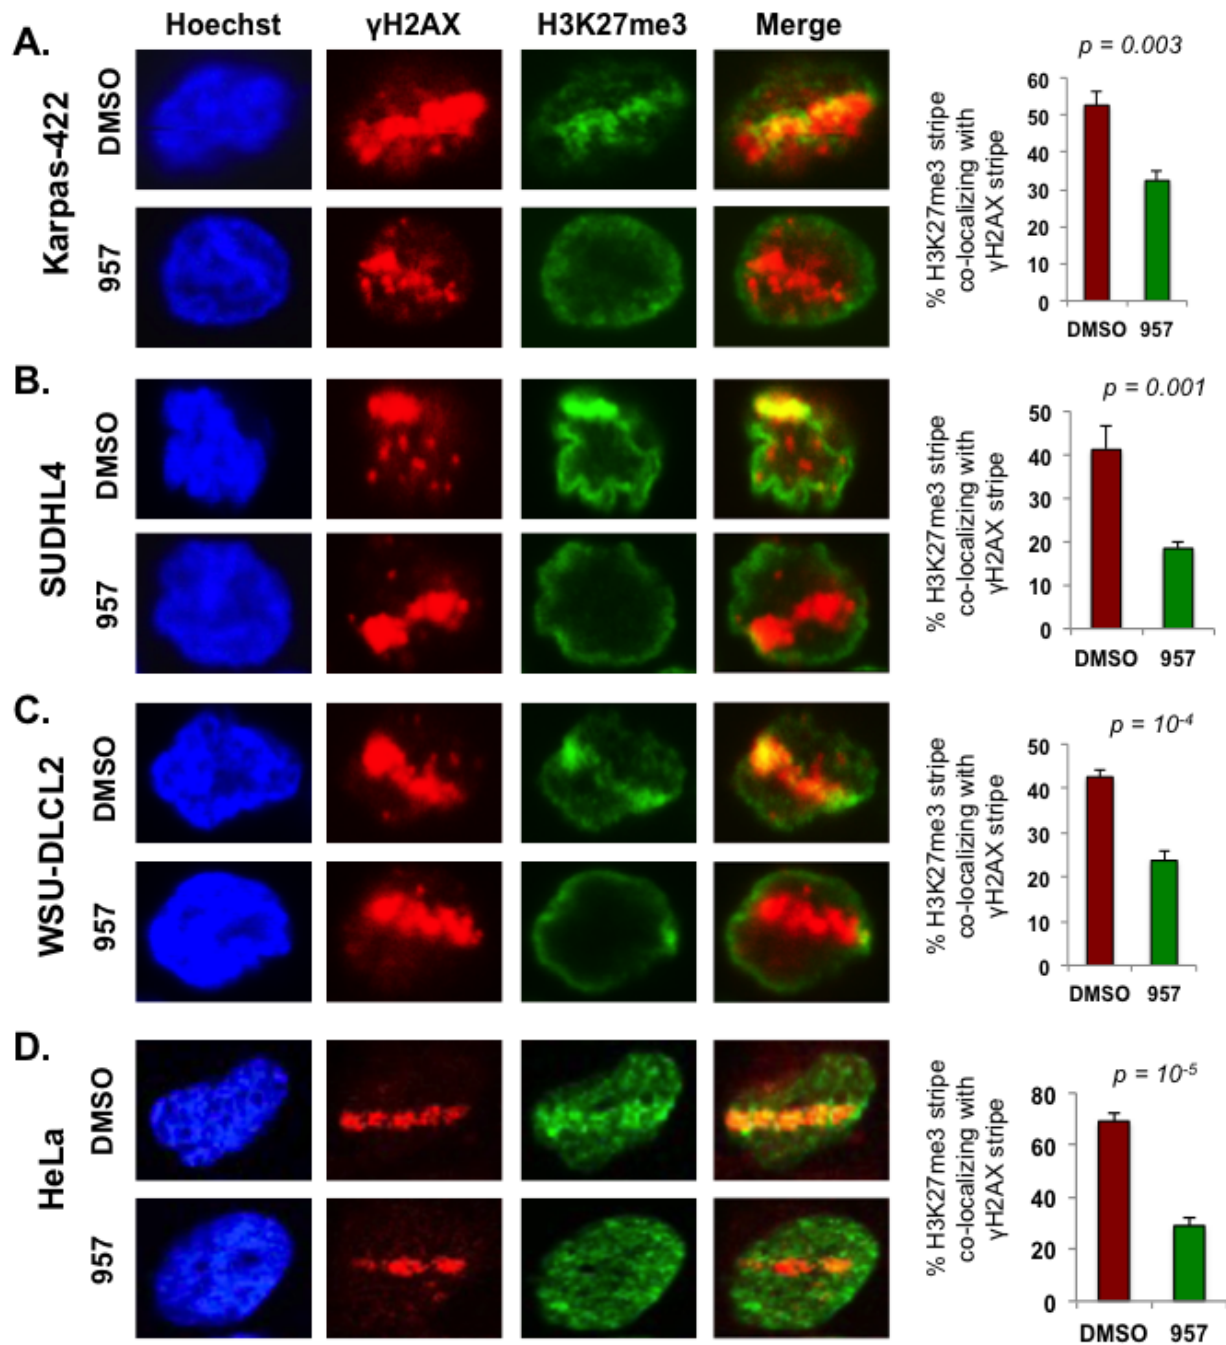 Hoechst γH2AX H3K27me3 Merge
A.
Karpas-422
DMSO
957
p = 0.003
% H3K27me3 stripe
co-localizing with
γH2AX stripe
60
50
40
30
20
10
0
DMSO 957
B.
SUDHL4
DMSO
957
p = 0.001
% H3K27me3 stripe
co-localizing with
γH2AX stripe
50
40
30
20
10
0
DMSO 957
C.
WSU-DLCL2
DMSO
957
p = 10-4
% H3K27me3 stripe
co-localizing with
γH2AX stripe
50
40
30
20
10
0
DMSO 957
D.
HeLa
DMSO
957
p = 10-5
% H3K27me3 stripe
co-localizing with
γH2AX stripe
80
60
40
20
0
DMSO 957